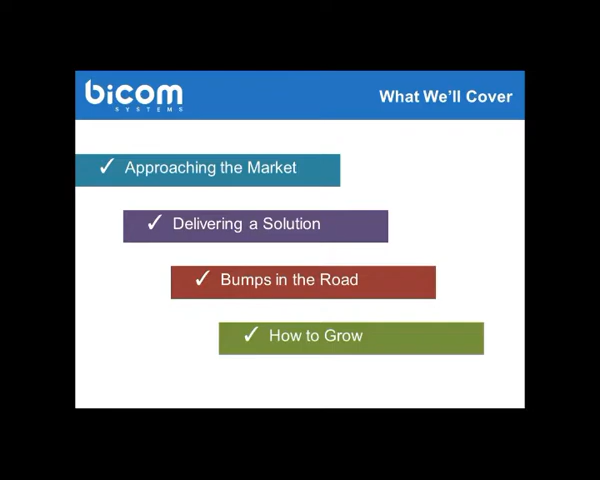 bicom
SYSTEMS
What We'll Cover
✓ Approaching the Market
✓ Delivering a Solution
✓ Bumps in the Road
✓ How to Grow